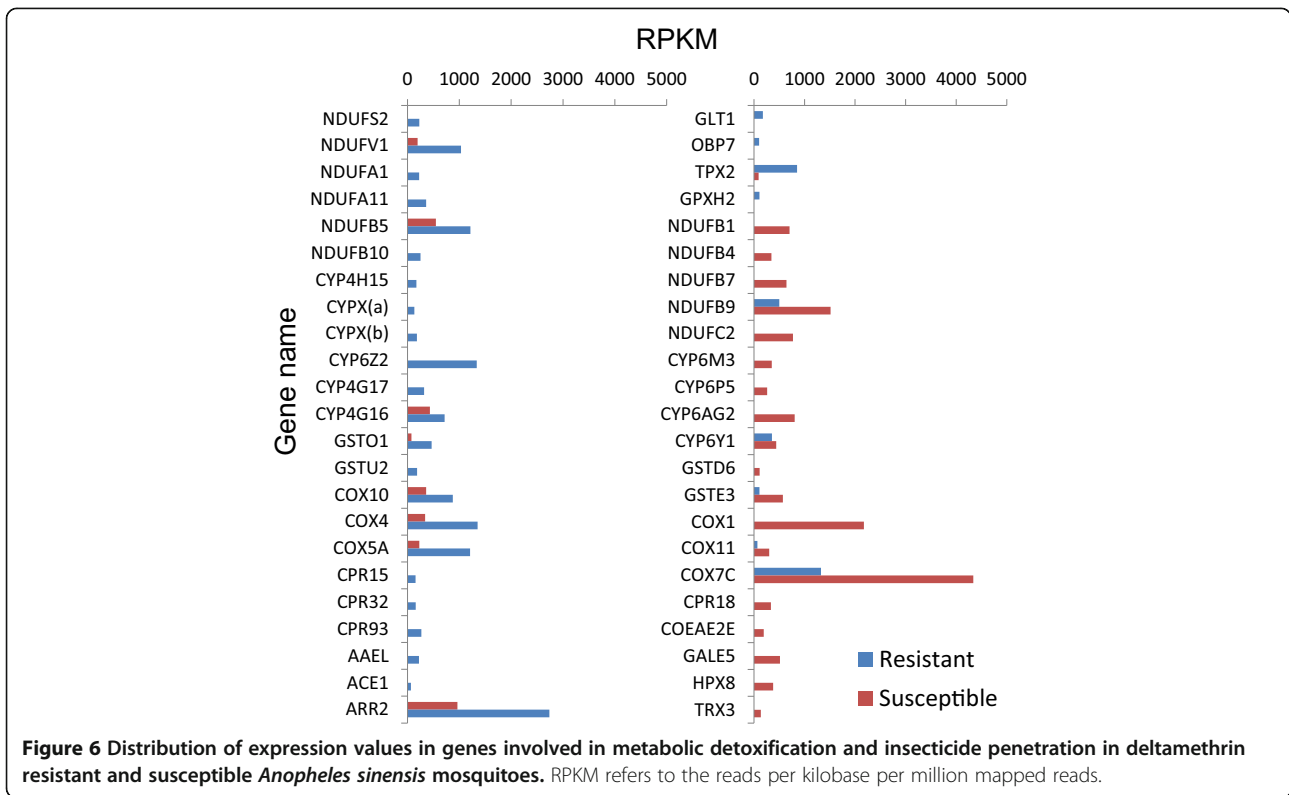 RPKM
0 1000 2000 3000 4000 5000
0 1000 2000 3000 4000 5000
Gene name
NDUFS2
NDUFV1
NDUFA1
NDUFA11
NDUFB5
NDUFB10
CYP4H15
CYPX(a)
CYPX(b)
CYP6Z2
CYP4G17
CYP4G16
GSTO1
GSTU2
COX10
COX4
COX5A
CPR15
CPR32
CPR93
AAEL
ACE1
ARR2
GLT1
OBP7
TPX2
GPXH2
NDUFB1
NDUFB4
NDUFB7
NDUFB9
NDUFC2
CYP6M3
CYP6P5
CYP6AG2
CYP6Y1
GSTD6
GSTE3
COX1
COX11
COX7C
CPR18
COEAE2E
GALE5
HPX8
TRX3
Resistant
Susceptible
Figure 6 Distribution of expression values in genes involved in metabolic detoxification and insecticide penetration in deltamethrin
resistant and susceptible Anopheles sinensis mosquitoes. RPKM refers to the reads per kilobase per million mapped reads.